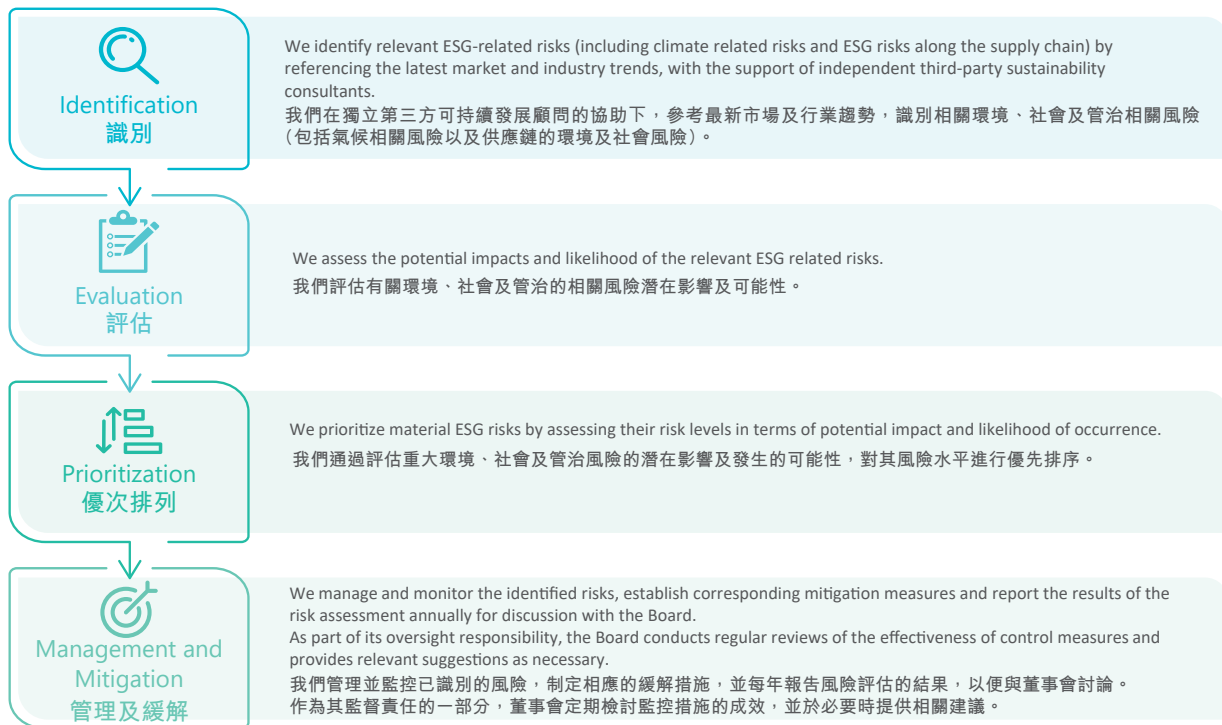 Identification
識別
We identify relevant ESG-related risks (including climate related risks and ESG risks along the supply chain) by
referencing the latest market and industry trends, with the support of independent third-party sustainability
consultants.
我們在獨立第三方可持續發展顧問的協助下，參考最新市場及行業趨勢，識別相關環境、社會及管治相關風險
（包括氣候相關風險以及供應鏈的環境及社會風險）。
Evaluation
評估
We assess the potential impacts and likelihood of the relevant ESG related risks.
我們評估有關環境、社會及管治的相關風險潛在影響及可能性。
Prioritization
優次排列
We prioritize material ESG risks by assessing their risk levels in terms of potential impact and likelihood of occurrence.
我們通過評估重大環境、社會及管治風險的潛在影響及發生的可能性，對其風險水平進行優先排序。
Management and
Mitigation
管理及緩解
We manage and monitor the identified risks, establish corresponding mitigation measures and report the results of the
risk assessment annually for discussion with the Board.
As part of its oversight responsibility, the Board conducts regular reviews of the effectiveness of control measures and
provides relevant suggestions as necessary.
我們管理並監控已識別的風險，制定相應的緩解措施，並每年報告風險評估的結果，以便與董事會討論。
作為其監督責任的一部分，董事會定期檢討監控措施的成效，並於必要時提供相關建議。